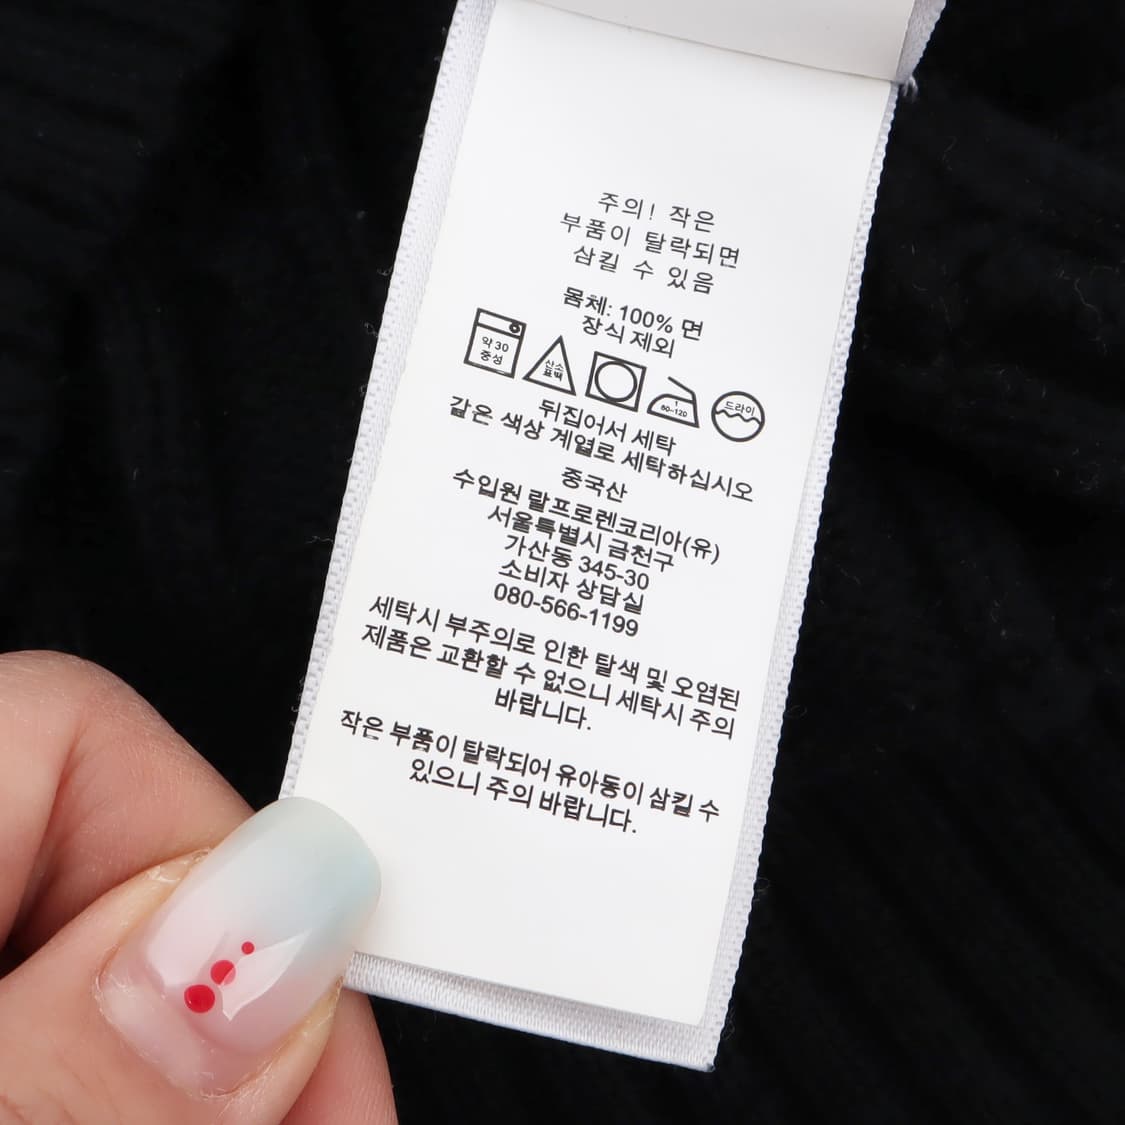 주의! 작은
부품이 탈락되면
삼킬 수 있음
몸체: 100% 면
장식 제외
약 30
중성
산소
표백
1
80-120
드라이
뒤집어서 세탁
같은 색상 계열로 세탁하십시오
중국산
수입원 랄프로렌코리아(유)
서울특별시 금천구
가산동 345-30
소비자 상담실
080-566-1199
세탁시 부주의로 인한 탈색 및 오염된
제품은 교환할 수 없으니 세탁시 주의
바랍니다.
작은 부품이 탈락되어 유아동이 삼킬 수
있으니 주의 바랍니다.